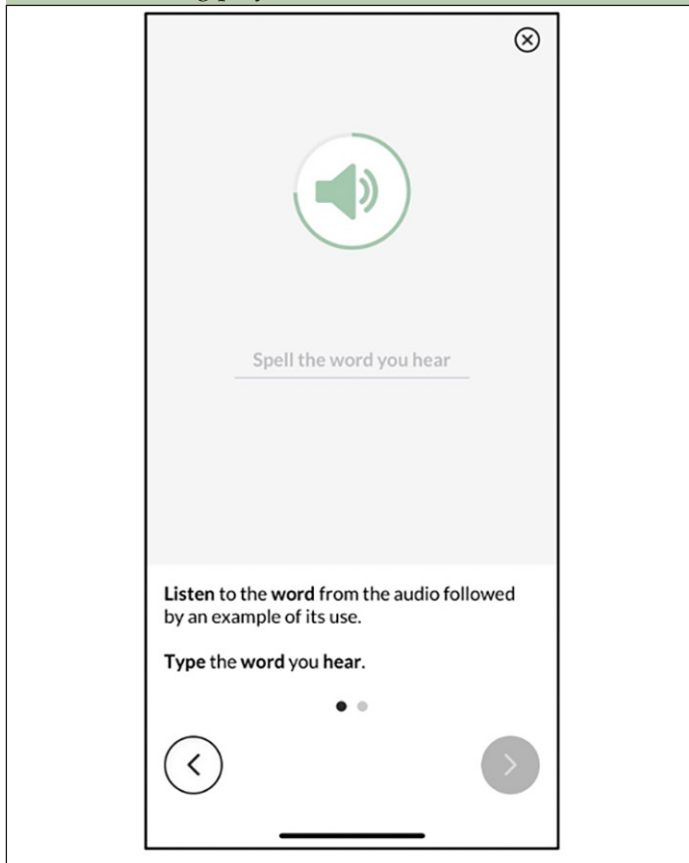 Spell the word you hear
Listen to the word from the audio followed
by an example of its use.
Type the word you hear.